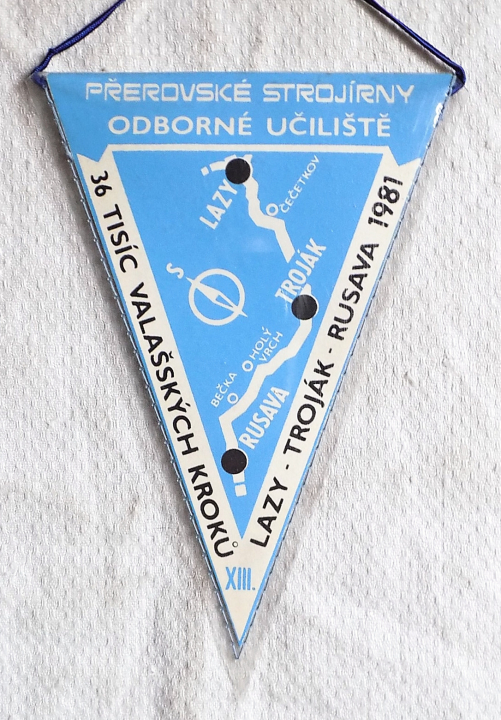 PŘEROVSKÉ STROJÍRNY
ODBORNÉ UČILIŠTĚ
36 TISÍC VALAŠSKÝCH KROKŮ
LAZY - TROJÁK - RUSAVA 1981
LAZY
ČEČETKOV
S
TROJÁK
HOLÝ
VRCH
BEČKA
RUSAVA
XIII.